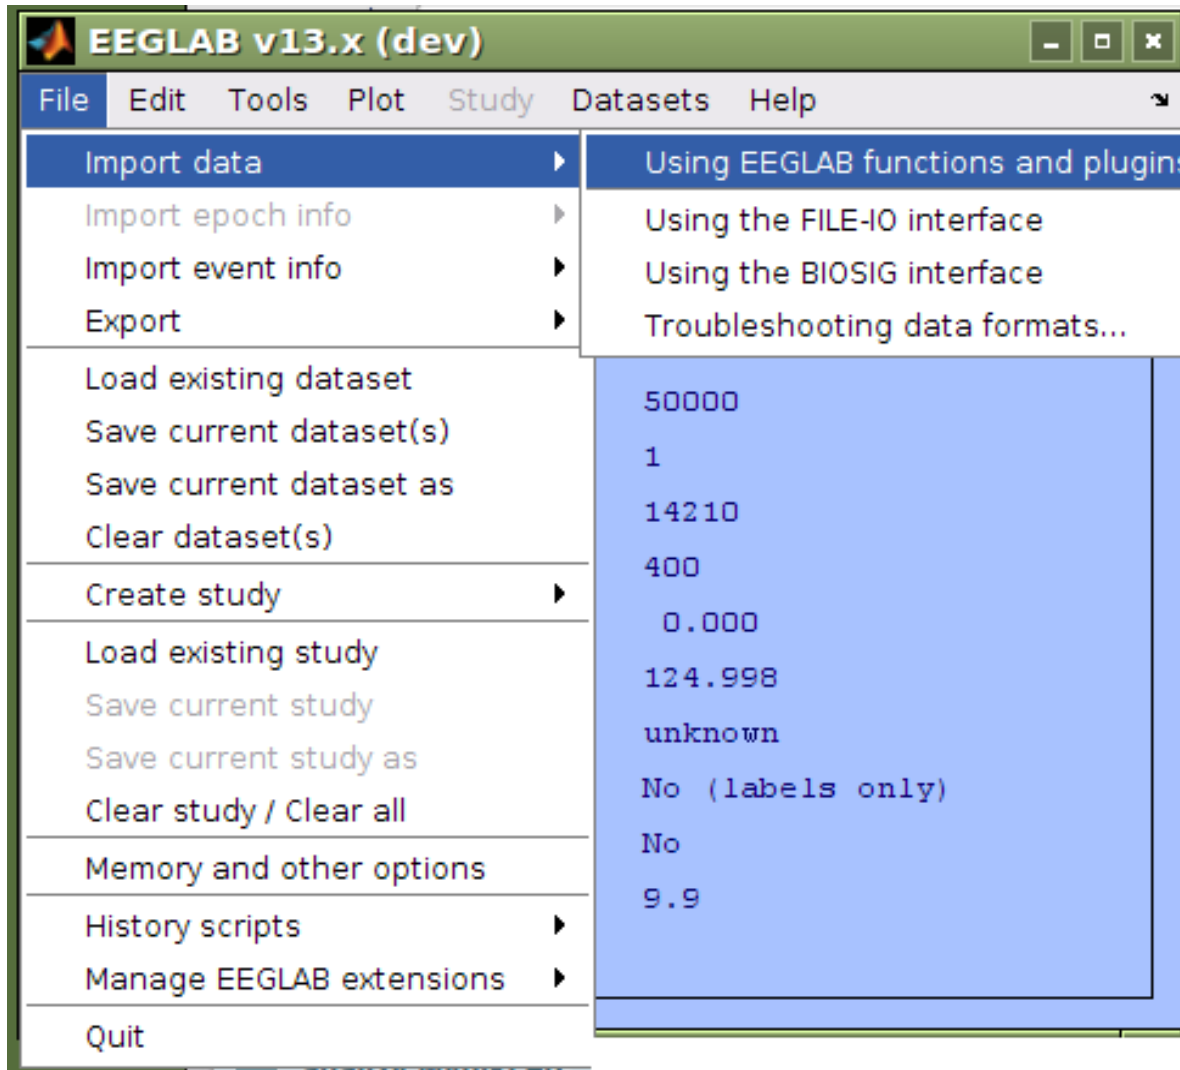 EEGLAB v13.x (dev)
File Edit Tools Plot Study Datasets Help
Import data
Import epoch info
Import event info
Export
Load existing dataset
Save current dataset(s)
Save current dataset as
Clear dataset(s)
Create study
Load existing study
Save current study
Save current study as
Clear study / Clear all
Memory and other options
History scripts
Manage EEGLAB extensions
Quit
Using EEGLAB functions and plugins
Using the FILE-IO interface
Using the BIOSIG interface
Troubleshooting data formats...
50000
1
14210
400
0.000
124.998
unknown
No (labels only)
No
9.9